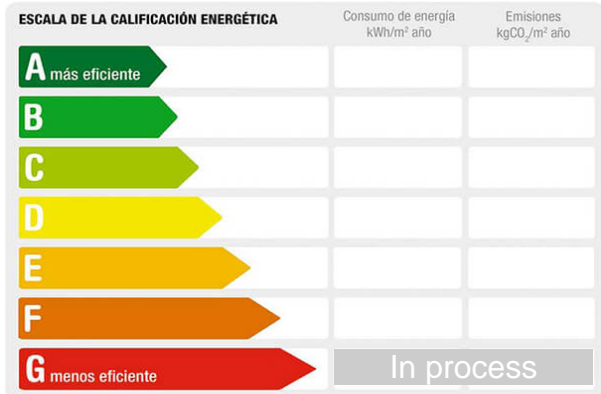 ESCALA DE LA CALIFICACIÓN ENERGÉTICA
Consumo de energía
kWh/m² año
Emisiones
kgCO₂/m² año
A más eficiente
B
C
D
E
F
G menos eficiente
In process